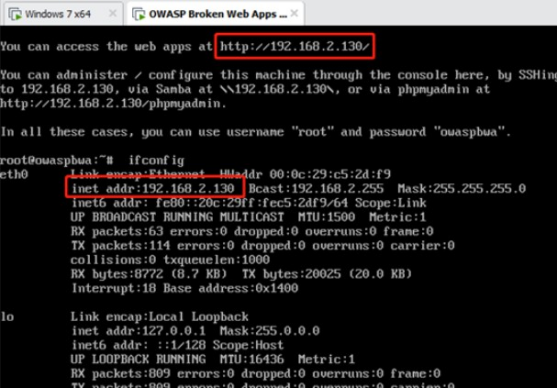 Windows 7 x64 × OWASP Broken Web Apps ... ×
You can access the web apps at http://192.168.2.130/
You can administer / configure this machine through the console here, by SSHing
to 192.168.2.130, via Samba at \\192.168.2.130\, or via phpmyadmin at
http://192.168.2.130/phpmyadmin.
In all these cases, you can use username "root" and password "owaspbwa".
root@owaspbwa:~# ifconfig
eth0 Link encap:Ethernet HWaddr 00:0c:29:c5:2d:f9
inet addr:192.168.2.130 Bcast:192.168.2.255 Mask:255.255.255.0
inet6 addr: fe80::20c:29ff:fec5:2df9/64 Scope:Link
UP BROADCAST RUNNING MULTICAST MTU:1500 Metric:1
RX packets:63 errors:0 dropped:0 overruns:0 frame:0
TX packets:114 errors:0 dropped:0 overruns:0 carrier:0
collisions:0 txqueuelen:1000
RX bytes:8772 (8.7 KB) TX bytes:20025 (20.0 KB)
Interrupt:18 Base address:0x1400
lo Link encap:Local Loopback
inet addr:127.0.0.1 Mask:255.0.0.0
inet6 addr: ::1/128 Scope:Host
UP LOOPBACK RUNNING MTU:16436 Metric:1
RX packets:809 errors:0 dropped:0 overruns:0 frame:0
TX packets:809 errors:0 dropped:0 overruns:0 carrier:0